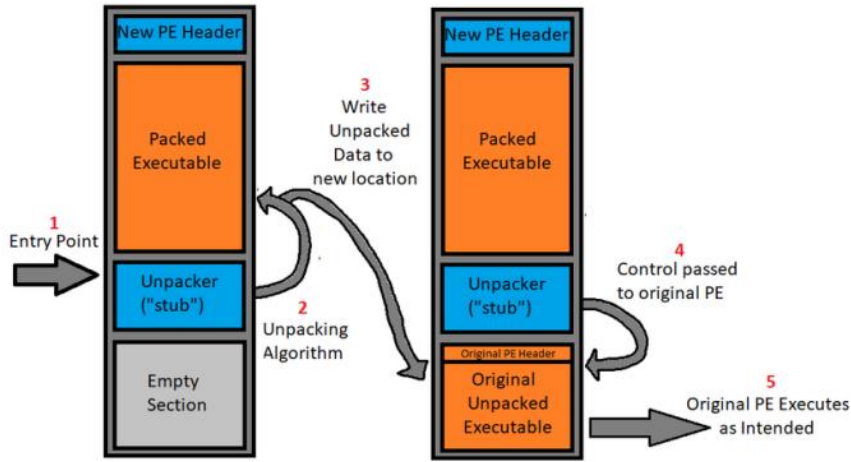 New PE Header
Packed
Executable
1
Entry Point
Unpacker
("stub")
2
Unpacking
Algorithm
Empty
Section
3
Write
Unpacked
Data to
new location
New PE Header
Packed
Executable
Unpacker
("stub")
4
Control passed
to original PE
Original PE Header
Original
Unpacked
Executable
5
Original PE Executes
as Intended